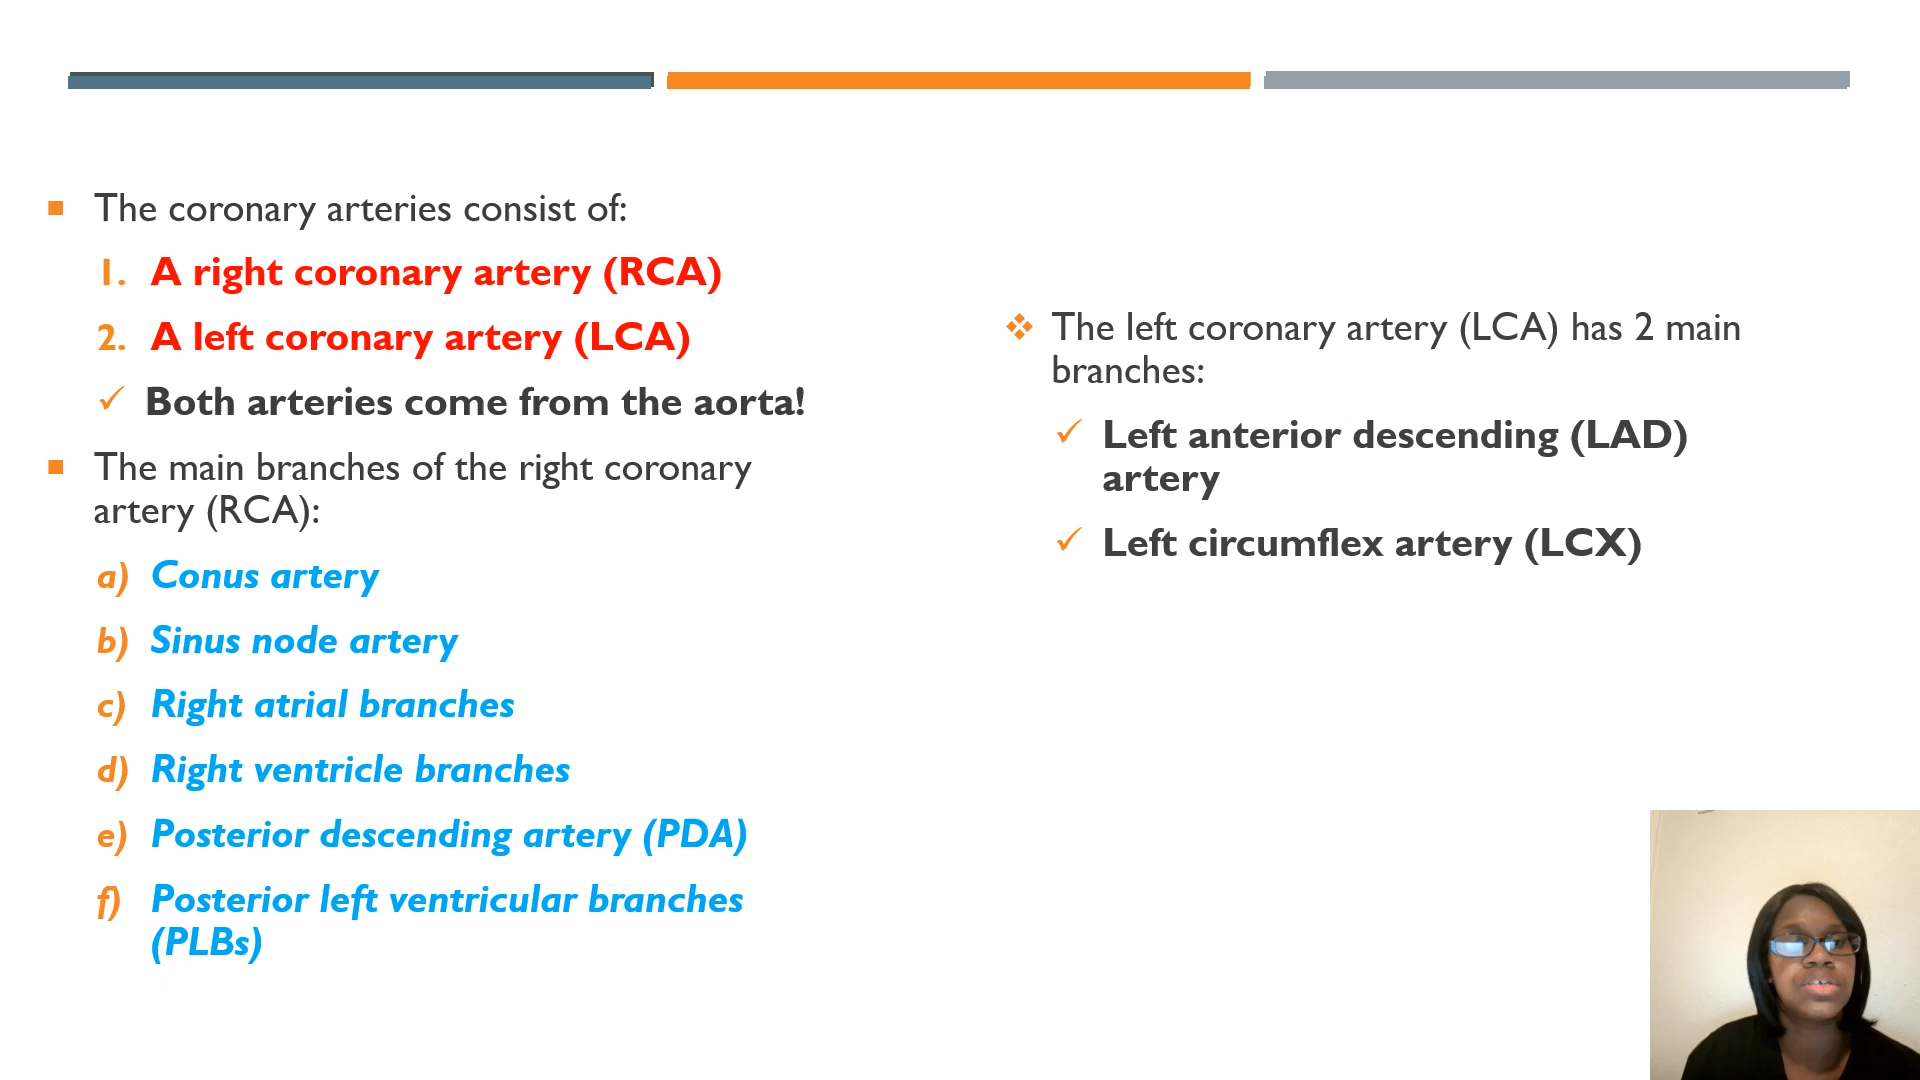 The coronary arteries consist of:
1. A right coronary artery (RCA)
2. A left coronary artery (LCA)
✓ Both arteries come from the aorta!
The main branches of the right coronary
artery (RCA):
a) Conus artery
b) Sinus node artery
c) Right atrial branches
d) Right ventricle branches
e) Posterior descending artery (PDA)
f) Posterior left ventricular branches
(PLBs)
The left coronary artery (LCA) has 2 main
branches:
✓ Left anterior descending (LAD)
artery
✓ Left circumflex artery (LCX)